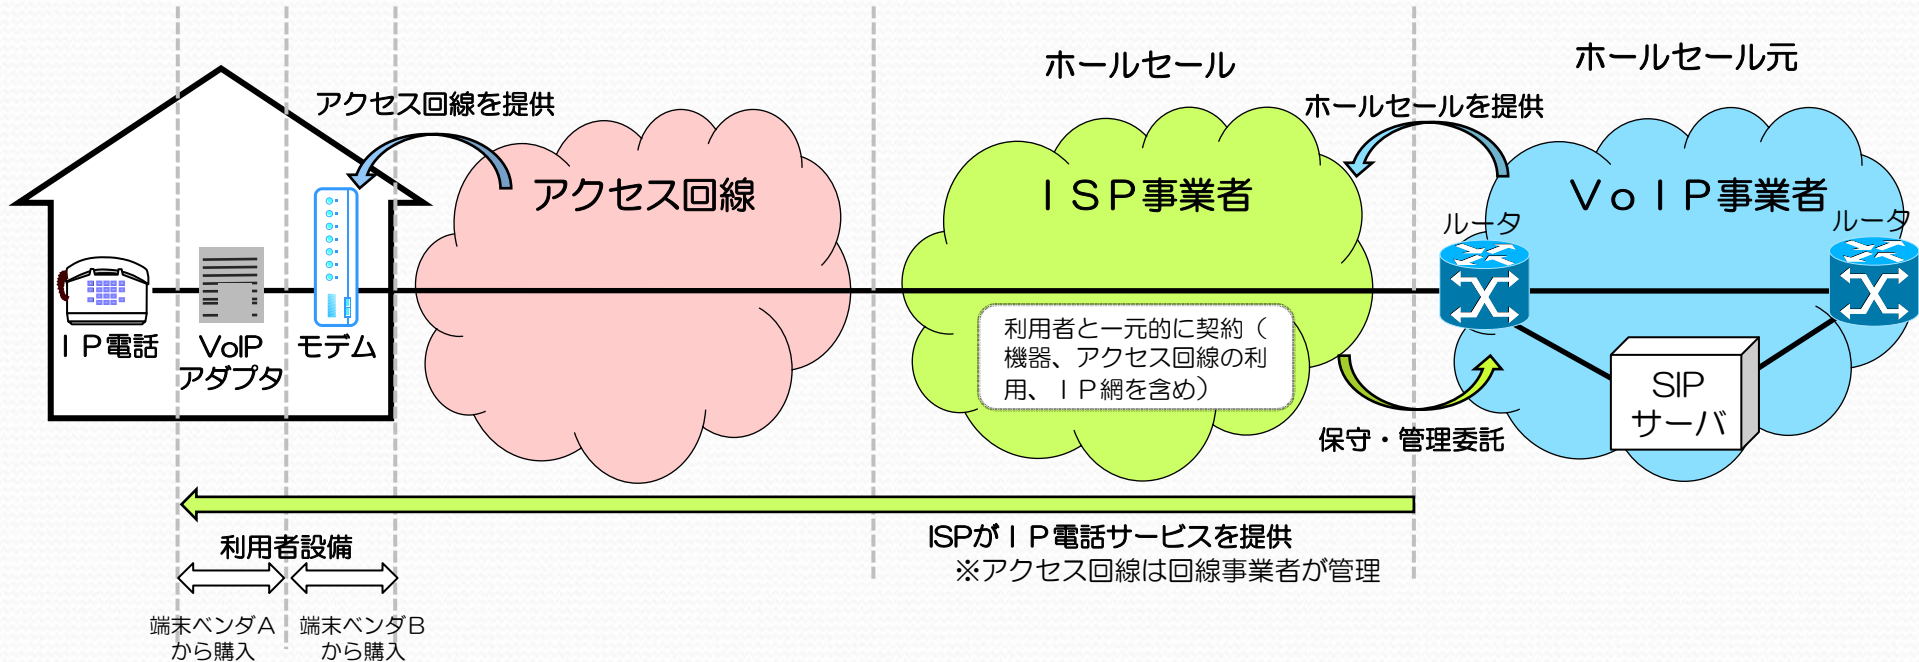 ホールセール
ホールセール元
アクセス回線を提供
ホールセールを提供
アクセス回線
ＩＳＰ事業者
ＶｏＩＰ事業者
ルータ
ルータ
利用者と一元的に契約（
機器、アクセス回線の利
用、ＩＰ網を含め）
ＩＰ電話
VoIP
アダプタ
モデム
SIP
サーバ
保守・管理委託
ISPがＩＰ電話サービスを提供
※アクセス回線は回線事業者が管理
利用者設備
端末ベンダＡ
から購入
端末ベンダＢ
から購入